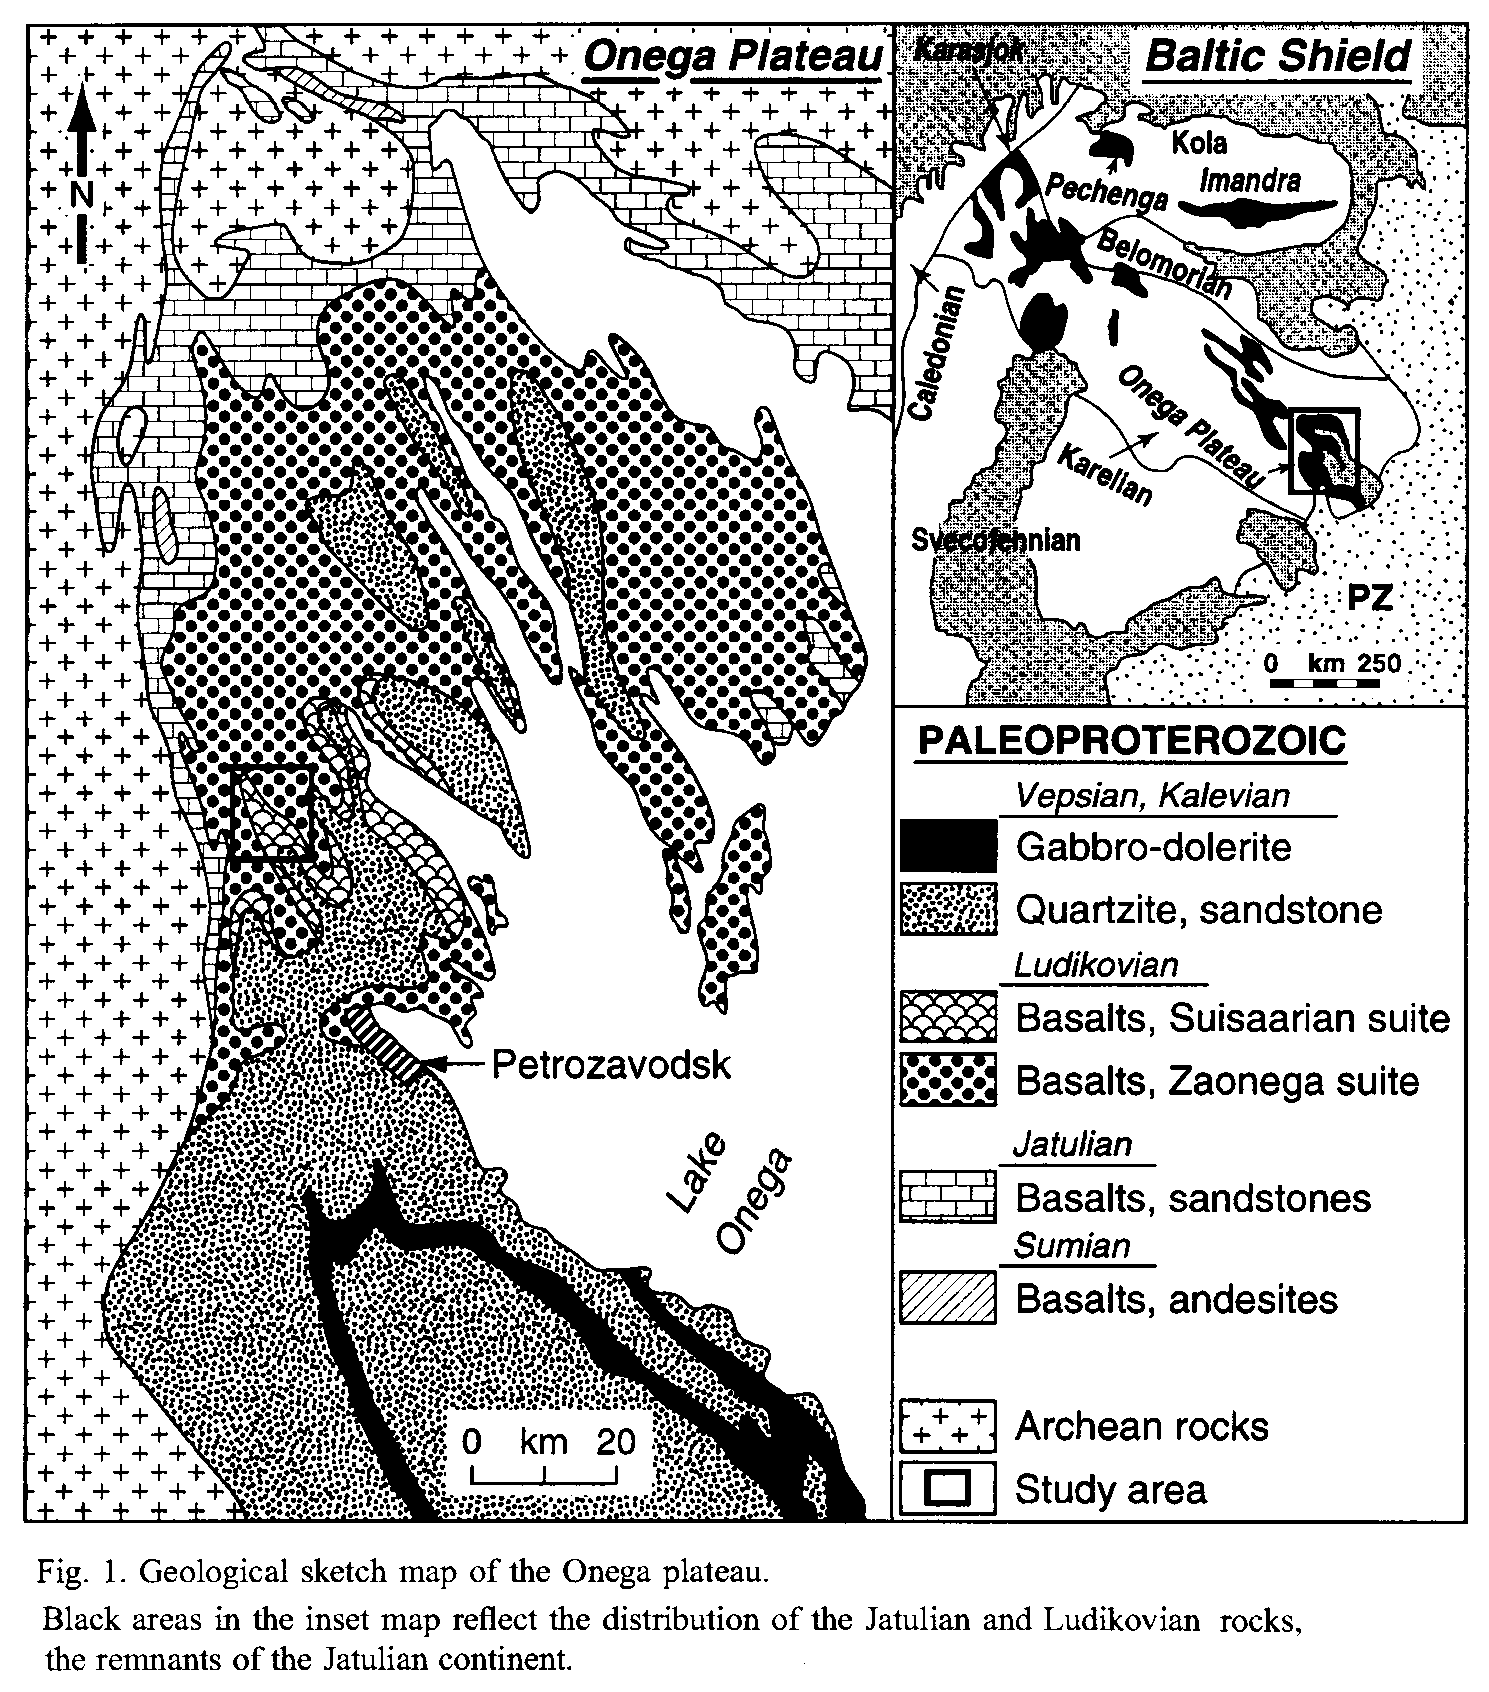 Onega Plateau
N
Petrozavodsk
Lake
Onega
0 km 20
Baltic Shield
Karasjok
Kola
Pechenga
Imandra
Belomorian
Caledonian
Onega Plateau
Karelian
Svecofennian
PZ
0 km 250
PALEOPROTEROZOIC
Vepsian, Kalevian
Gabbro-dolerite
Quartzite, sandstone
Ludikovian
Basalts, Suisaarian suite
Basalts, Zaonega suite
Jatulian
Basalts, sandstones
Sumian
Basalts, andesites
Archean rocks
Study area
Fig. 1. Geological sketch map of the Onega plateau.
Black areas in the inset map reflect the distribution of the Jatulian and Ludikovian rocks,
the remnants of the Jatulian continent.